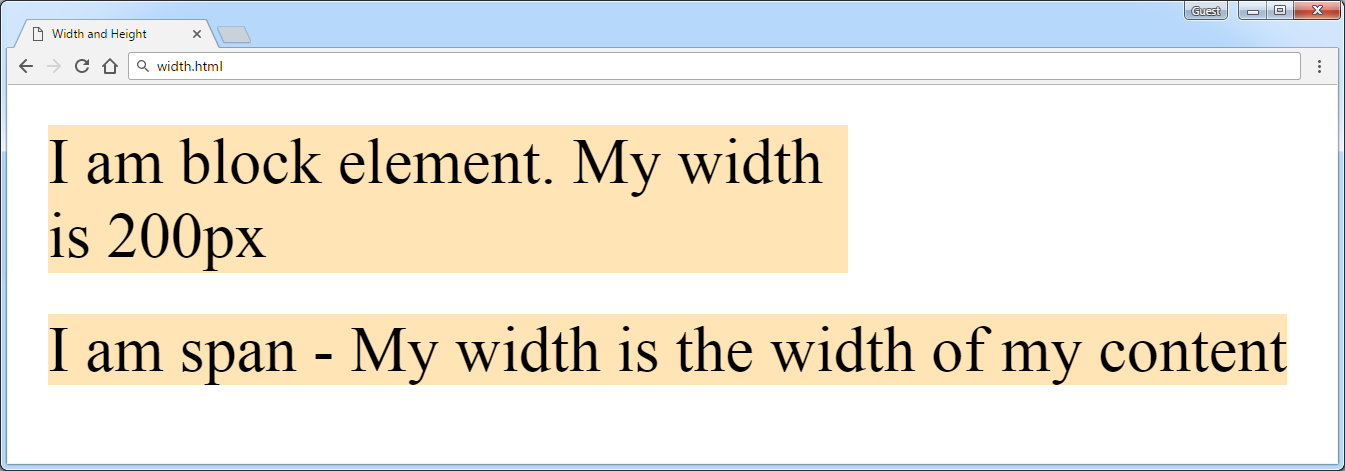 Guest
Width and Height
width.html
I am block element. My width
is 200px
I am span - My width is the width of my content